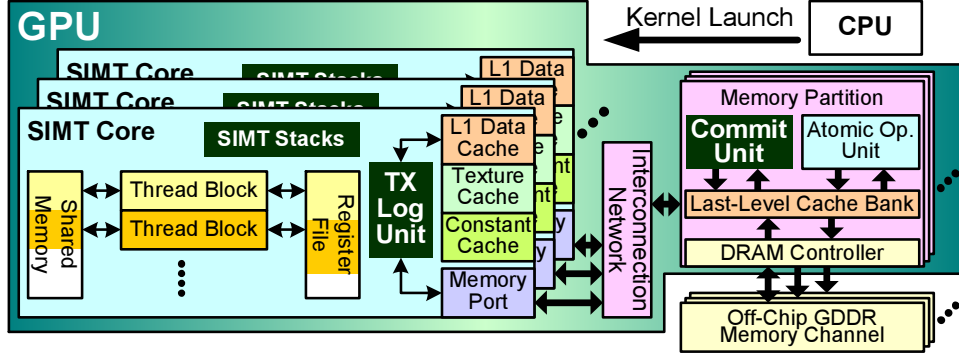 GPU
Kernel Launch
CPU
SIMT Core
SIMT Stacks
L1 Data
SIMT Core
SIMT Stacks
L1 Data
SIMT Core
SIMT Stacks
L1 Data
Cache
Texture
Cache
Constant
Cache
Memory
Port
TX
Log
Unit
Shared
Memory
Thread Block
Thread Block
Register
File
Interconnection
Network
Memory Partition
Commit
Unit
Atomic Op.
Unit
Last-Level Cache Bank
DRAM Controller
Off-Chip GDDR
Memory Channel